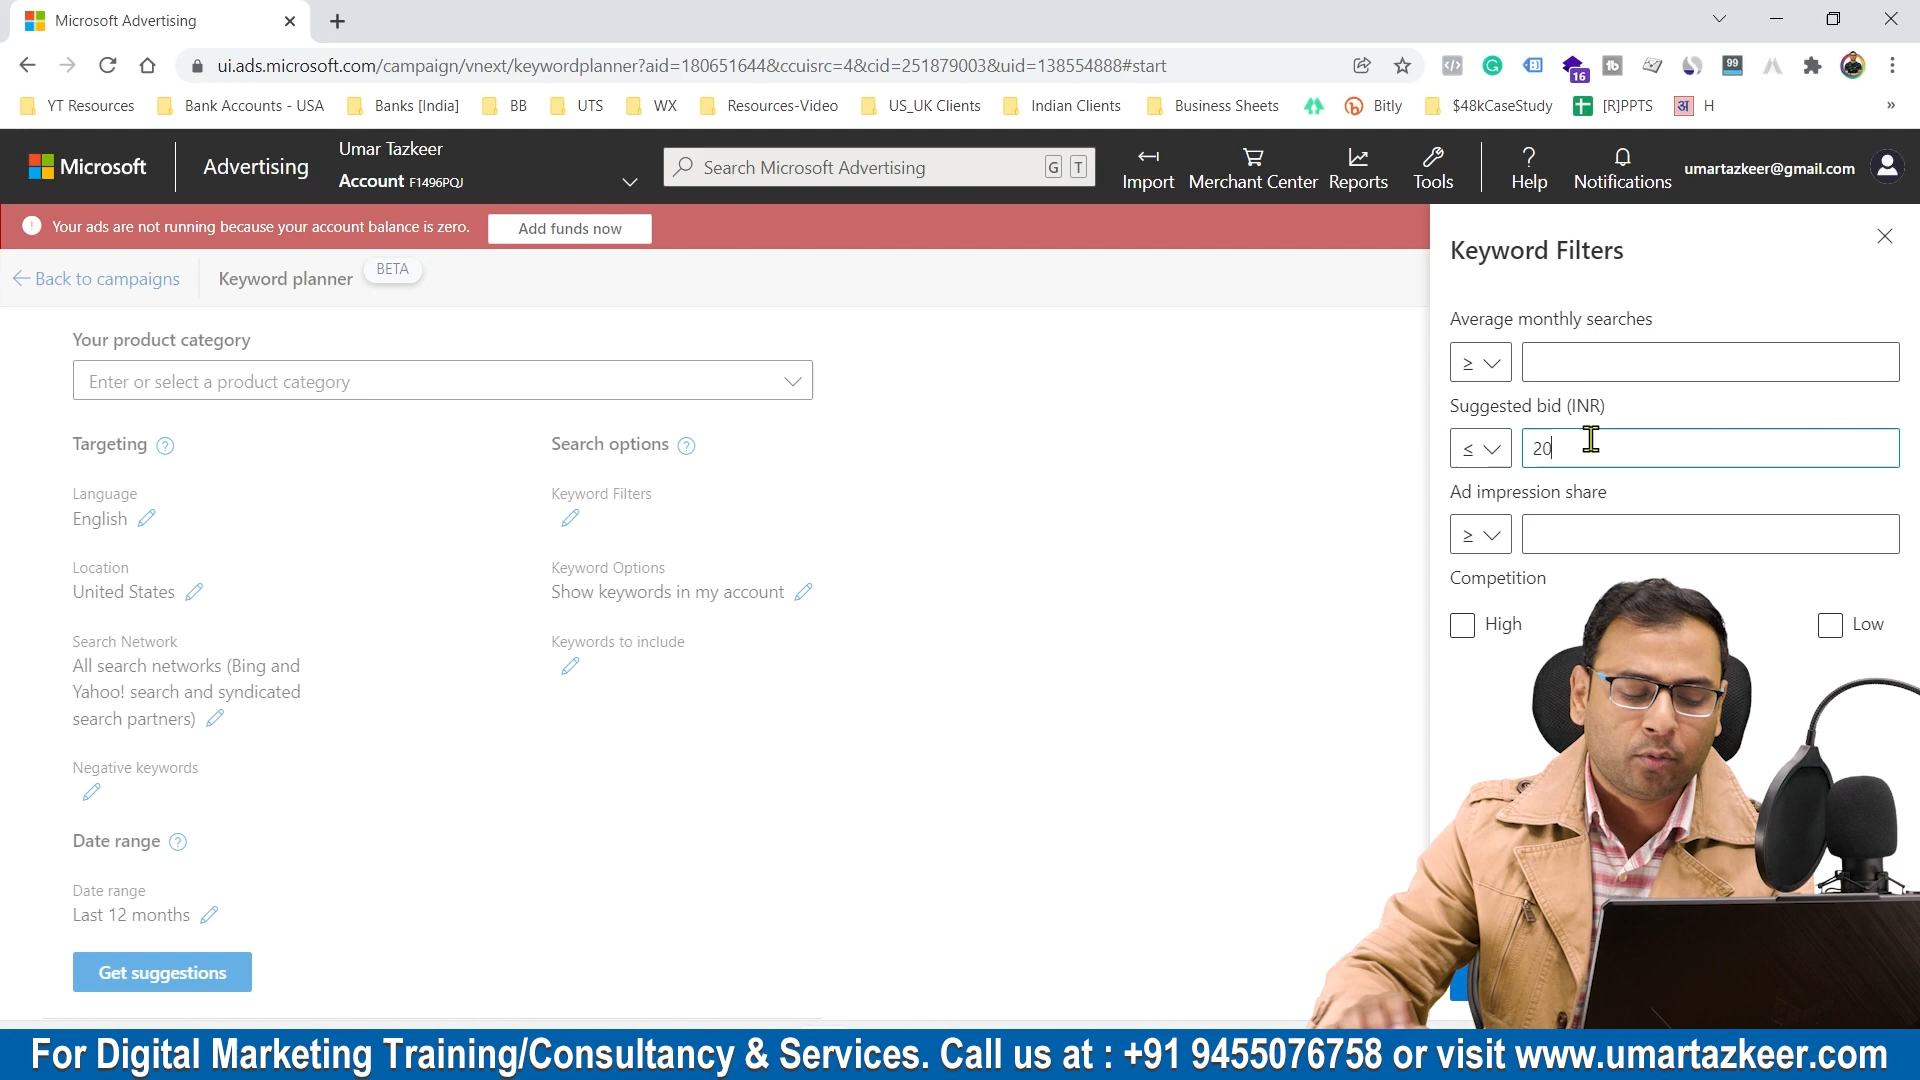 Microsoft Advertising
ui.ads.microsoft.com/campaign/vnext/keywordplanner?aid=180651644&ccuisrc=4&cid=251879003&uid=138554888#start
16
99
YT Resources
Bank Accounts - USA
Banks [India]
BB
UTS
WX
Resources-Video
US_UK Clients
Indian Clients
Business Sheets
Bitly
$48kCaseStudy
[R]PPTS
अ
H
»
Microsoft
Advertising
Umar Tazkeer
Account F1496PQJ
Search Microsoft Advertising
G
T
Import
Merchant Center
Reports
Tools
Help
Notifications
umartazkeer@gmail.com
Your ads are not running because your account balance is zero.
Add funds now
Back to campaigns
Keyword planner
BETA
Your product category
Enter or select a product category
Targeting
Search options
Language
English
Keyword Filters
Location
United States
Keyword Options
Show keywords in my account
Search Network
All search networks (Bing and
Yahoo! search and syndicated
search partners)
Keywords to include
Negative keywords
Date range
Date range
Last 12 months
Get suggestions
Keyword Filters
Average monthly searches
≥
Suggested bid (INR)
≤
20
Ad impression share
≥
Competition
High
Low
For Digital Marketing Training/Consultancy & Services. Call us at : +91 9455076758 or visit www.umartazkeer.com